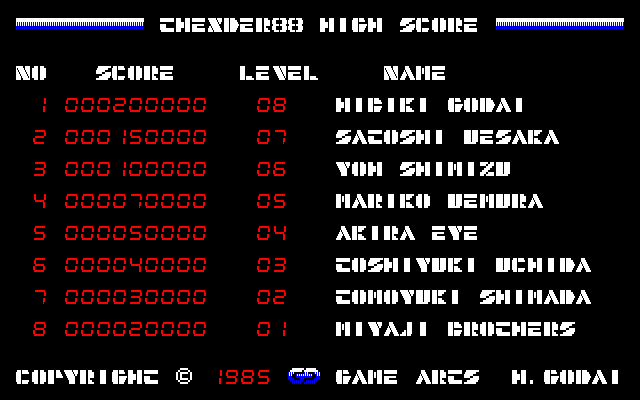 THEXDER88 HIGH SCORE
NO SCORE LEVEL NAME
1 000200000 08 HIBIKI GODAI
2 000150000 07 SATOSHI UESAKA
3 000100000 06 YOH SHIMIZU
4 000070000 05 MARIKO UEMURA
5 000050000 04 AKIRA EYE
6 000040000 03 TOSHIYUKI UCHIDA
7 000030000 02 TOMOYUKI SHIMADA
8 000020000 01 MIYAJI BROTHERS
COPYRIGHT © 1985 GAME ARTS H.GODAI